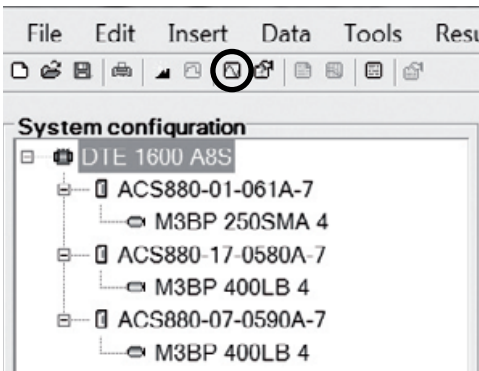 File Edit Insert Data Tools Resu
System configuration
DTE 1600 A8S
ACS880-01-061A-7
M3BP 250SMA 4
ACS880-17-0580A-7
M3BP 400LB 4
ACS880-07-0590A-7
M3BP 400LB 4